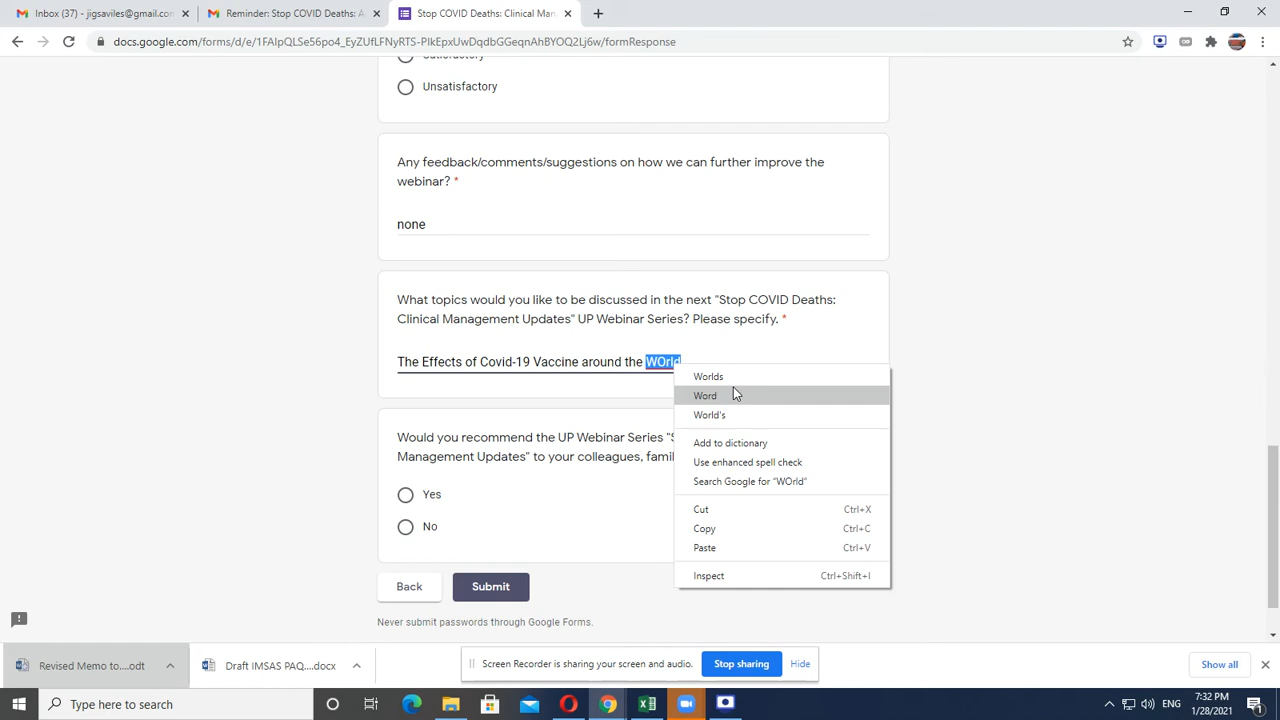 Inbox (37) - jigsaviles@gmail.com
Reminder: Stop COVID Deaths: A
Stop COVID Deaths: Clinical Man
docs.google.com/forms/d/e/1FAIpQLSe56po4_EyZUfLFNyRTS-PIkEpxUwDqdbGGeqnAhBYOQ2Lj6w/formResponse
Satisfactory
Unsatisfactory
Any feedback/comments/suggestions on how we can further improve the
webinar? *
none
What topics would you like to be discussed in the next "Stop COVID Deaths:
Clinical Management Updates" UP Webinar Series? Please specify. *
The Effects of Covid-19 Vaccine around the WOrld
Worlds
Word
World's
Add to dictionary
Use enhanced spell check
Search Google for "WOrld"
Cut Ctrl+X
Copy Ctrl+C
Paste Ctrl+V
Inspect Ctrl+Shift+I
Would you recommend the UP Webinar Series "S
Management Updates" to your colleagues, fami
Yes
No
Back
Submit
Never submit passwords through Google Forms.
Revised Memo to....odt
Draft IMSAS PAQ....docx
Screen Recorder is sharing your screen and audio.
Stop sharing
Hide
Show all
Type here to search
ENG
7:32 PM
1/28/2021